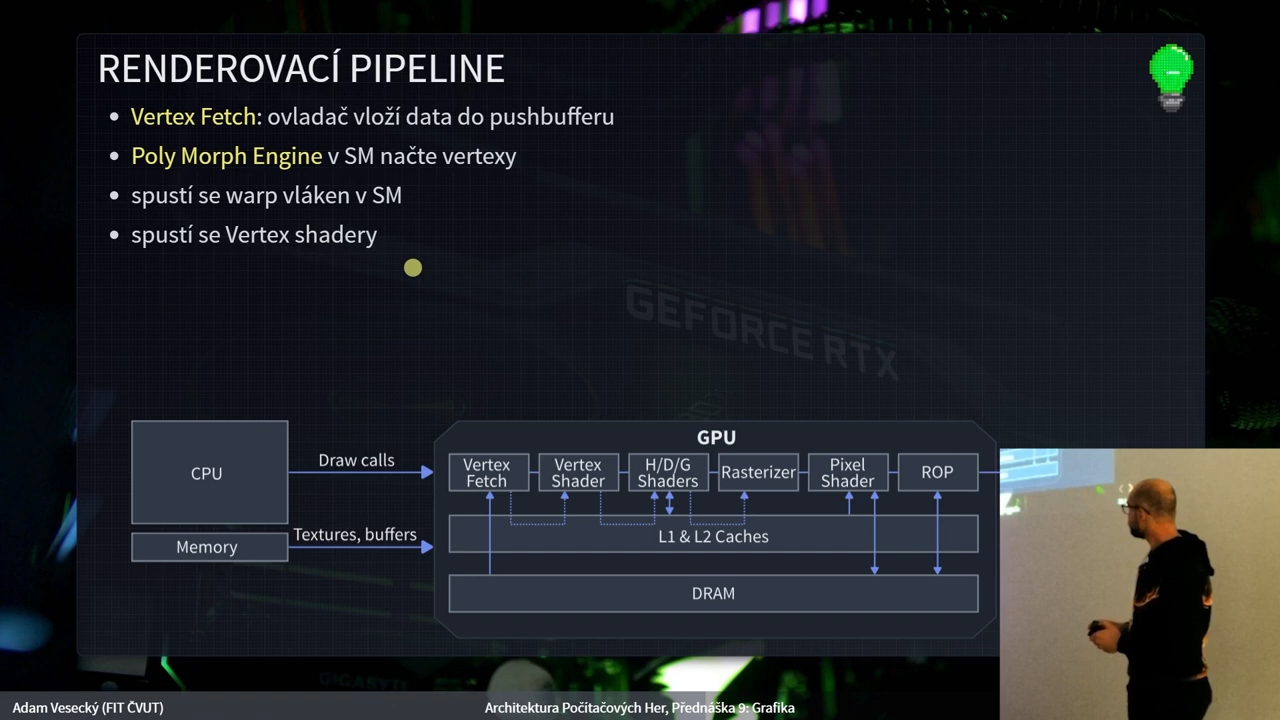 RENDEROVACÍ PIPELINE
Vertex Fetch: ovladač vloží data do pushbufferu
Poly Morph Engine v SM načte vertexy
spustí se warp vláken v SM
spustí se Vertex shadery
GEFORCE RTX
GPU
CPU
Draw calls
Vertex Fetch
Vertex Shader
H/D/G Shaders
Rasterizer
Pixel Shader
ROP
Memory
Textures, buffers
L1 & L2 Caches
DRAM
GIGABYTE
Adam Vesecký (FIT ČVUT)
Architektura Počítačových Her, Přednáška 9: Grafika